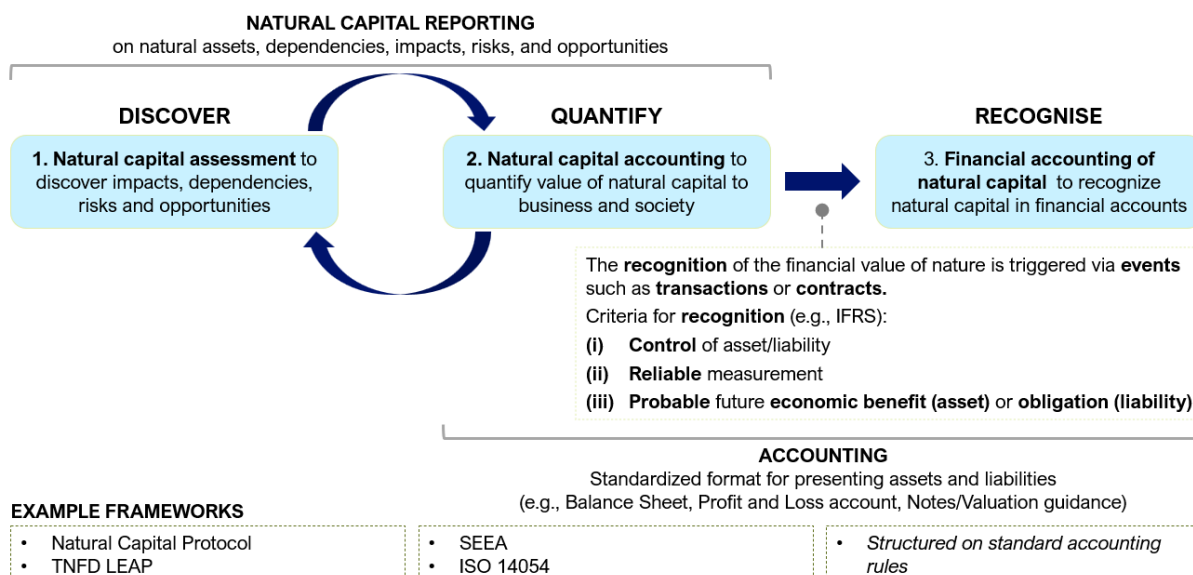 NATURAL CAPITAL REPORTING
on natural assets, dependencies, impacts, risks, and opportunities
DISCOVER
1. Natural capital assessment to
discover impacts, dependencies,
risks and opportunities
QUANTIFY
2. Natural capital accounting to
quantify value of natural capital to
business and society
RECOGNISE
3. Financial accounting of
natural capital to recognize
natural capital in financial accounts
The recognition of the financial value of nature is triggered via events
such as transactions or contracts.
Criteria for recognition (e.g., IFRS):
(i) Control of asset/liability
(ii) Reliable measurement
(iii) Probable future economic benefit (asset) or obligation (liability)
ACCOUNTING
Standardized format for presenting assets and liabilities
(e.g., Balance Sheet, Profit and Loss account, Notes/Valuation guidance)
EXAMPLE FRAMEWORKS
• Natural Capital Protocol
• TNFD LEAP
• SEEA
• ISO 14054
• Structured on standard accounting
rules